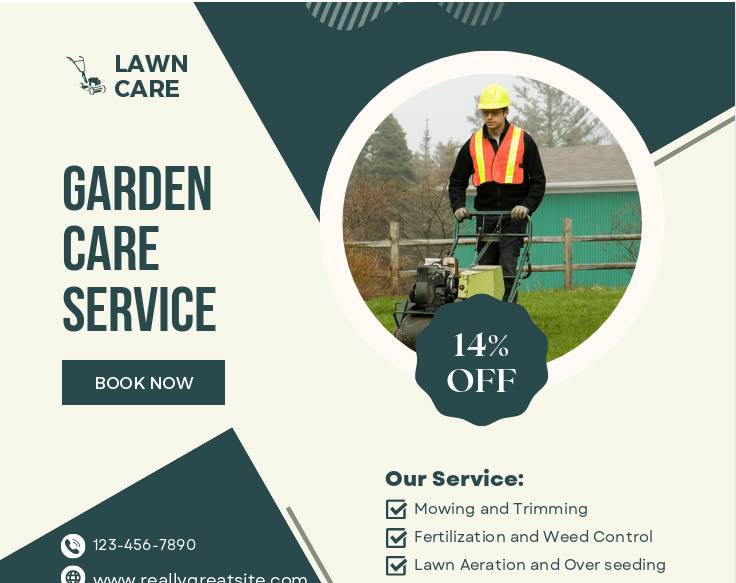 LAWN
CARE
GARDEN
CARE
SERVICE
BOOK NOW
14%
OFF
Our Service:
Mowing and Trimming
Fertilization and Weed Control
Lawn Aeration and Over seeding
123-456-7890
www.reallygreatsite.com